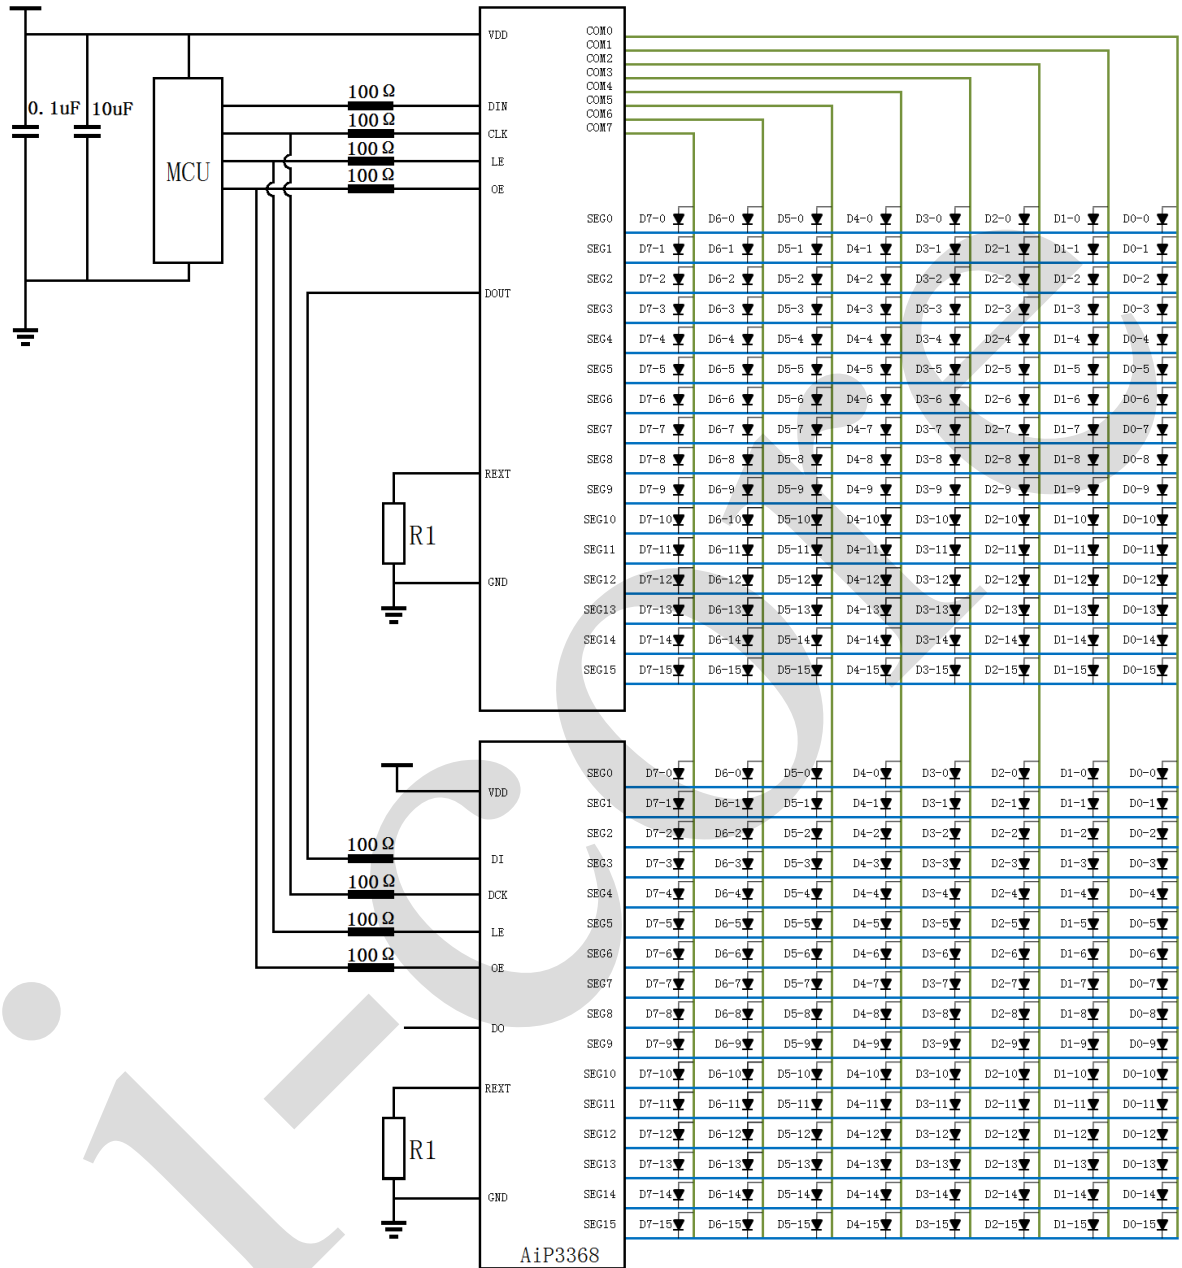 VDD
COM0
COM1
COM2
COM3
COM4
COM5
COM6
COM7
0.1uF 10uF
MCU
100Ω
DIN
100Ω
CLK
100Ω
LE
100Ω
OE
SEG0 D7-0 D6-0 D5-0 D4-0 D3-0 D2-0 D1-0 D0-0
SEG1 D7-1 D6-1 D5-1 D4-1 D3-1 D2-1 D1-1 D0-1
SEG2 D7-2 D6-2 D5-2 D4-2 D3-2 D2-2 D1-2 D0-2
DOUT
SEG3 D7-3 D6-3 D5-3 D4-3 D3-3 D2-3 D1-3 D0-3
SEG4 D7-4 D6-4 D5-4 D4-4 D3-4 D2-4 D1-4 D0-4
SEG5 D7-5 D6-5 D5-5 D4-5 D3-5 D2-5 D1-5 D0-5
SEG6 D7-6 D6-6 D5-6 D4-6 D3-6 D2-6 D1-6 D0-6
SEG7 D7-7 D6-7 D5-7 D4-7 D3-7 D2-7 D1-7 D0-7
SEG8 D7-8 D6-8 D5-8 D4-8 D3-8 D2-8 D1-8 D0-8
REXT
SEG9 D7-9 D6-9 D5-9 D4-9 D3-9 D2-9 D1-9 D0-9
SEG10 D7-10 D6-10 D5-10 D4-10 D3-10 D2-10 D1-10 D0-10
R1
SEG11 D7-11 D6-11 D5-11 D4-11 D3-11 D2-11 D1-11 D0-11
GND
SEG12 D7-12 D6-12 D5-12 D4-12 D3-12 D2-12 D1-12 D0-12
SEG13 D7-13 D6-13 D5-13 D4-13 D3-13 D2-13 D1-13 D0-13
SEG14 D7-14 D6-14 D5-14 D4-14 D3-14 D2-14 D1-14 D0-14
SEG15 D7-15 D6-15 D5-15 D4-15 D3-15 D2-15 D1-15 D0-15
SEG0 D7-0 D6-0 D5-0 D4-0 D3-0 D2-0 D1-0 D0-0
VDD
SEG1 D7-1 D6-1 D5-1 D4-1 D3-1 D2-1 D1-1 D0-1
SEG2 D7-2 D6-2 D5-2 D4-2 D3-2 D2-2 D1-2 D0-2
100Ω
DI
SEG3 D7-3 D6-3 D5-3 D4-3 D3-3 D2-3 D1-3 D0-3
100Ω
DCK
SEG4 D7-4 D6-4 D5-4 D4-4 D3-4 D2-4 D1-4 D0-4
100Ω
LE
SEG5 D7-5 D6-5 D5-5 D4-5 D3-5 D2-5 D1-5 D0-5
100Ω
OE
SEG6 D7-6 D6-6 D5-6 D4-6 D3-6 D2-6 D1-6 D0-6
SEG7 D7-7 D6-7 D5-7 D4-7 D3-7 D2-7 D1-7 D0-7
SEG8 D7-8 D6-8 D5-8 D4-8 D3-8 D2-8 D1-8 D0-8
DO
SEG9 D7-9 D6-9 D5-9 D4-9 D3-9 D2-9 D1-9 D0-9
SEG10 D7-10 D6-10 D5-10 D4-10 D3-10 D2-10 D1-10 D0-10
REXT
SEG11 D7-11 D6-11 D5-11 D4-11 D3-11 D2-11 D1-11 D0-11
SEG12 D7-12 D6-12 D5-12 D4-12 D3-12 D2-12 D1-12 D0-12
R1
SEG13 D7-13 D6-13 D5-13 D4-13 D3-13 D2-13 D1-13 D0-13
GND
SEG14 D7-14 D6-14 D5-14 D4-14 D3-14 D2-14 D1-14 D0-14
SEG15 D7-15 D6-15 D5-15 D4-15 D3-15 D2-15 D1-15 D0-15
AiP3368
i-core